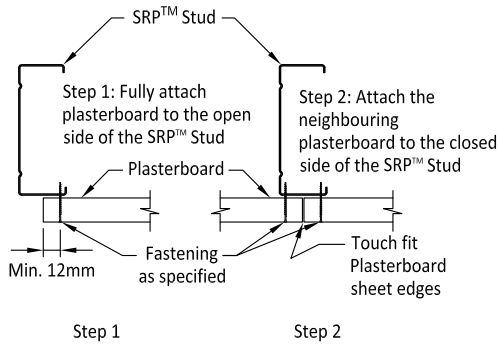 SRP™ Stud
Step 1: Fully attach
plasterboard to the open
side of the SRP™ Stud
Step 2: Attach the
neighbouring
plasterboard to the closed
side of the SRP™ Stud
Plasterboard
Min. 12mm
Fastening
as specified
Touch fit
Plasterboard
sheet edges
Step 1
Step 2